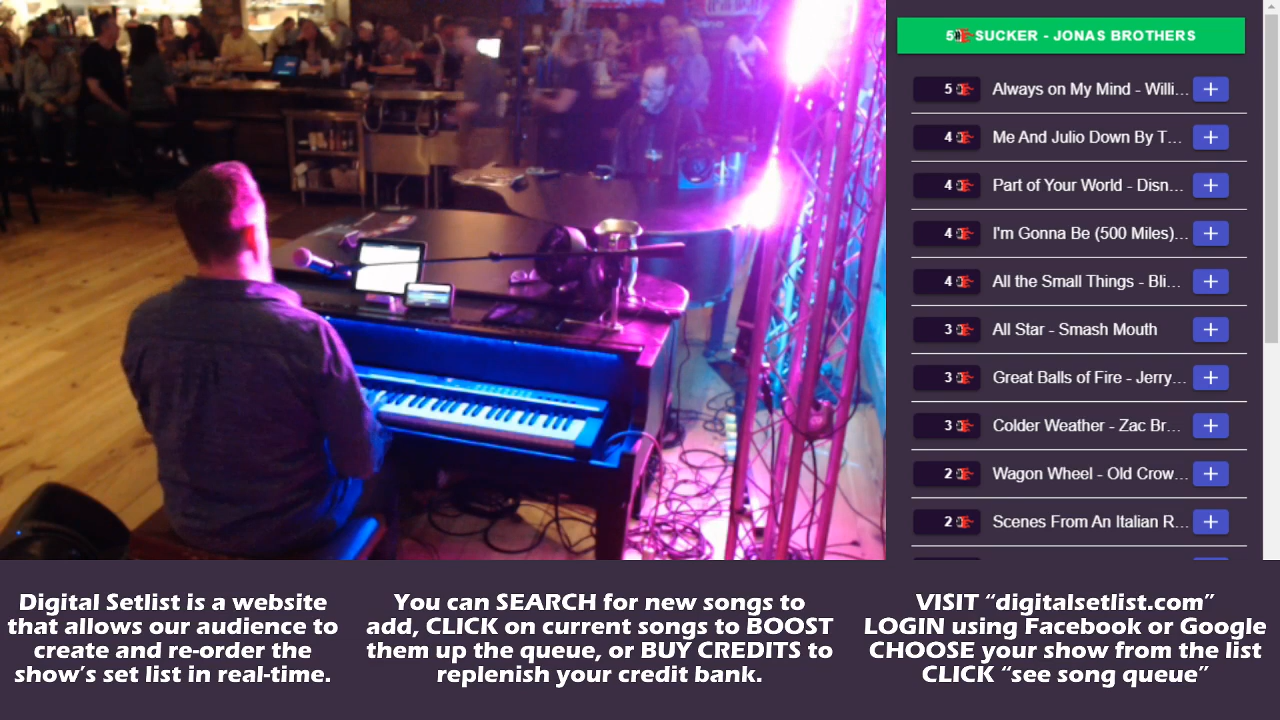 5 SUCKER - JONAS BROTHERS
5 Always on My Mind - Willi...
4 Me And Julio Down By T...
4 Part of Your World - Disn...
4 I'm Gonna Be (500 Miles)...
4 All the Small Things - Bli...
3 All Star - Smash Mouth
3 Great Balls of Fire - Jerry...
3 Colder Weather - Zac Br...
2 Wagon Wheel - Old Crow...
2 Scenes From An Italian R...
Digital Setlist is a website
that allows our audience to
create and re-order the
show's set list in real-time.
You can SEARCH for new songs to
add, CLICK on current songs to BOOST
them up the queue, or BUY CREDITS to
replenish your credit bank.
VISIT “digitalsetlist.com”
LOGIN using Facebook or Google
CHOOSE your show from the list
CLICK “see song queue”